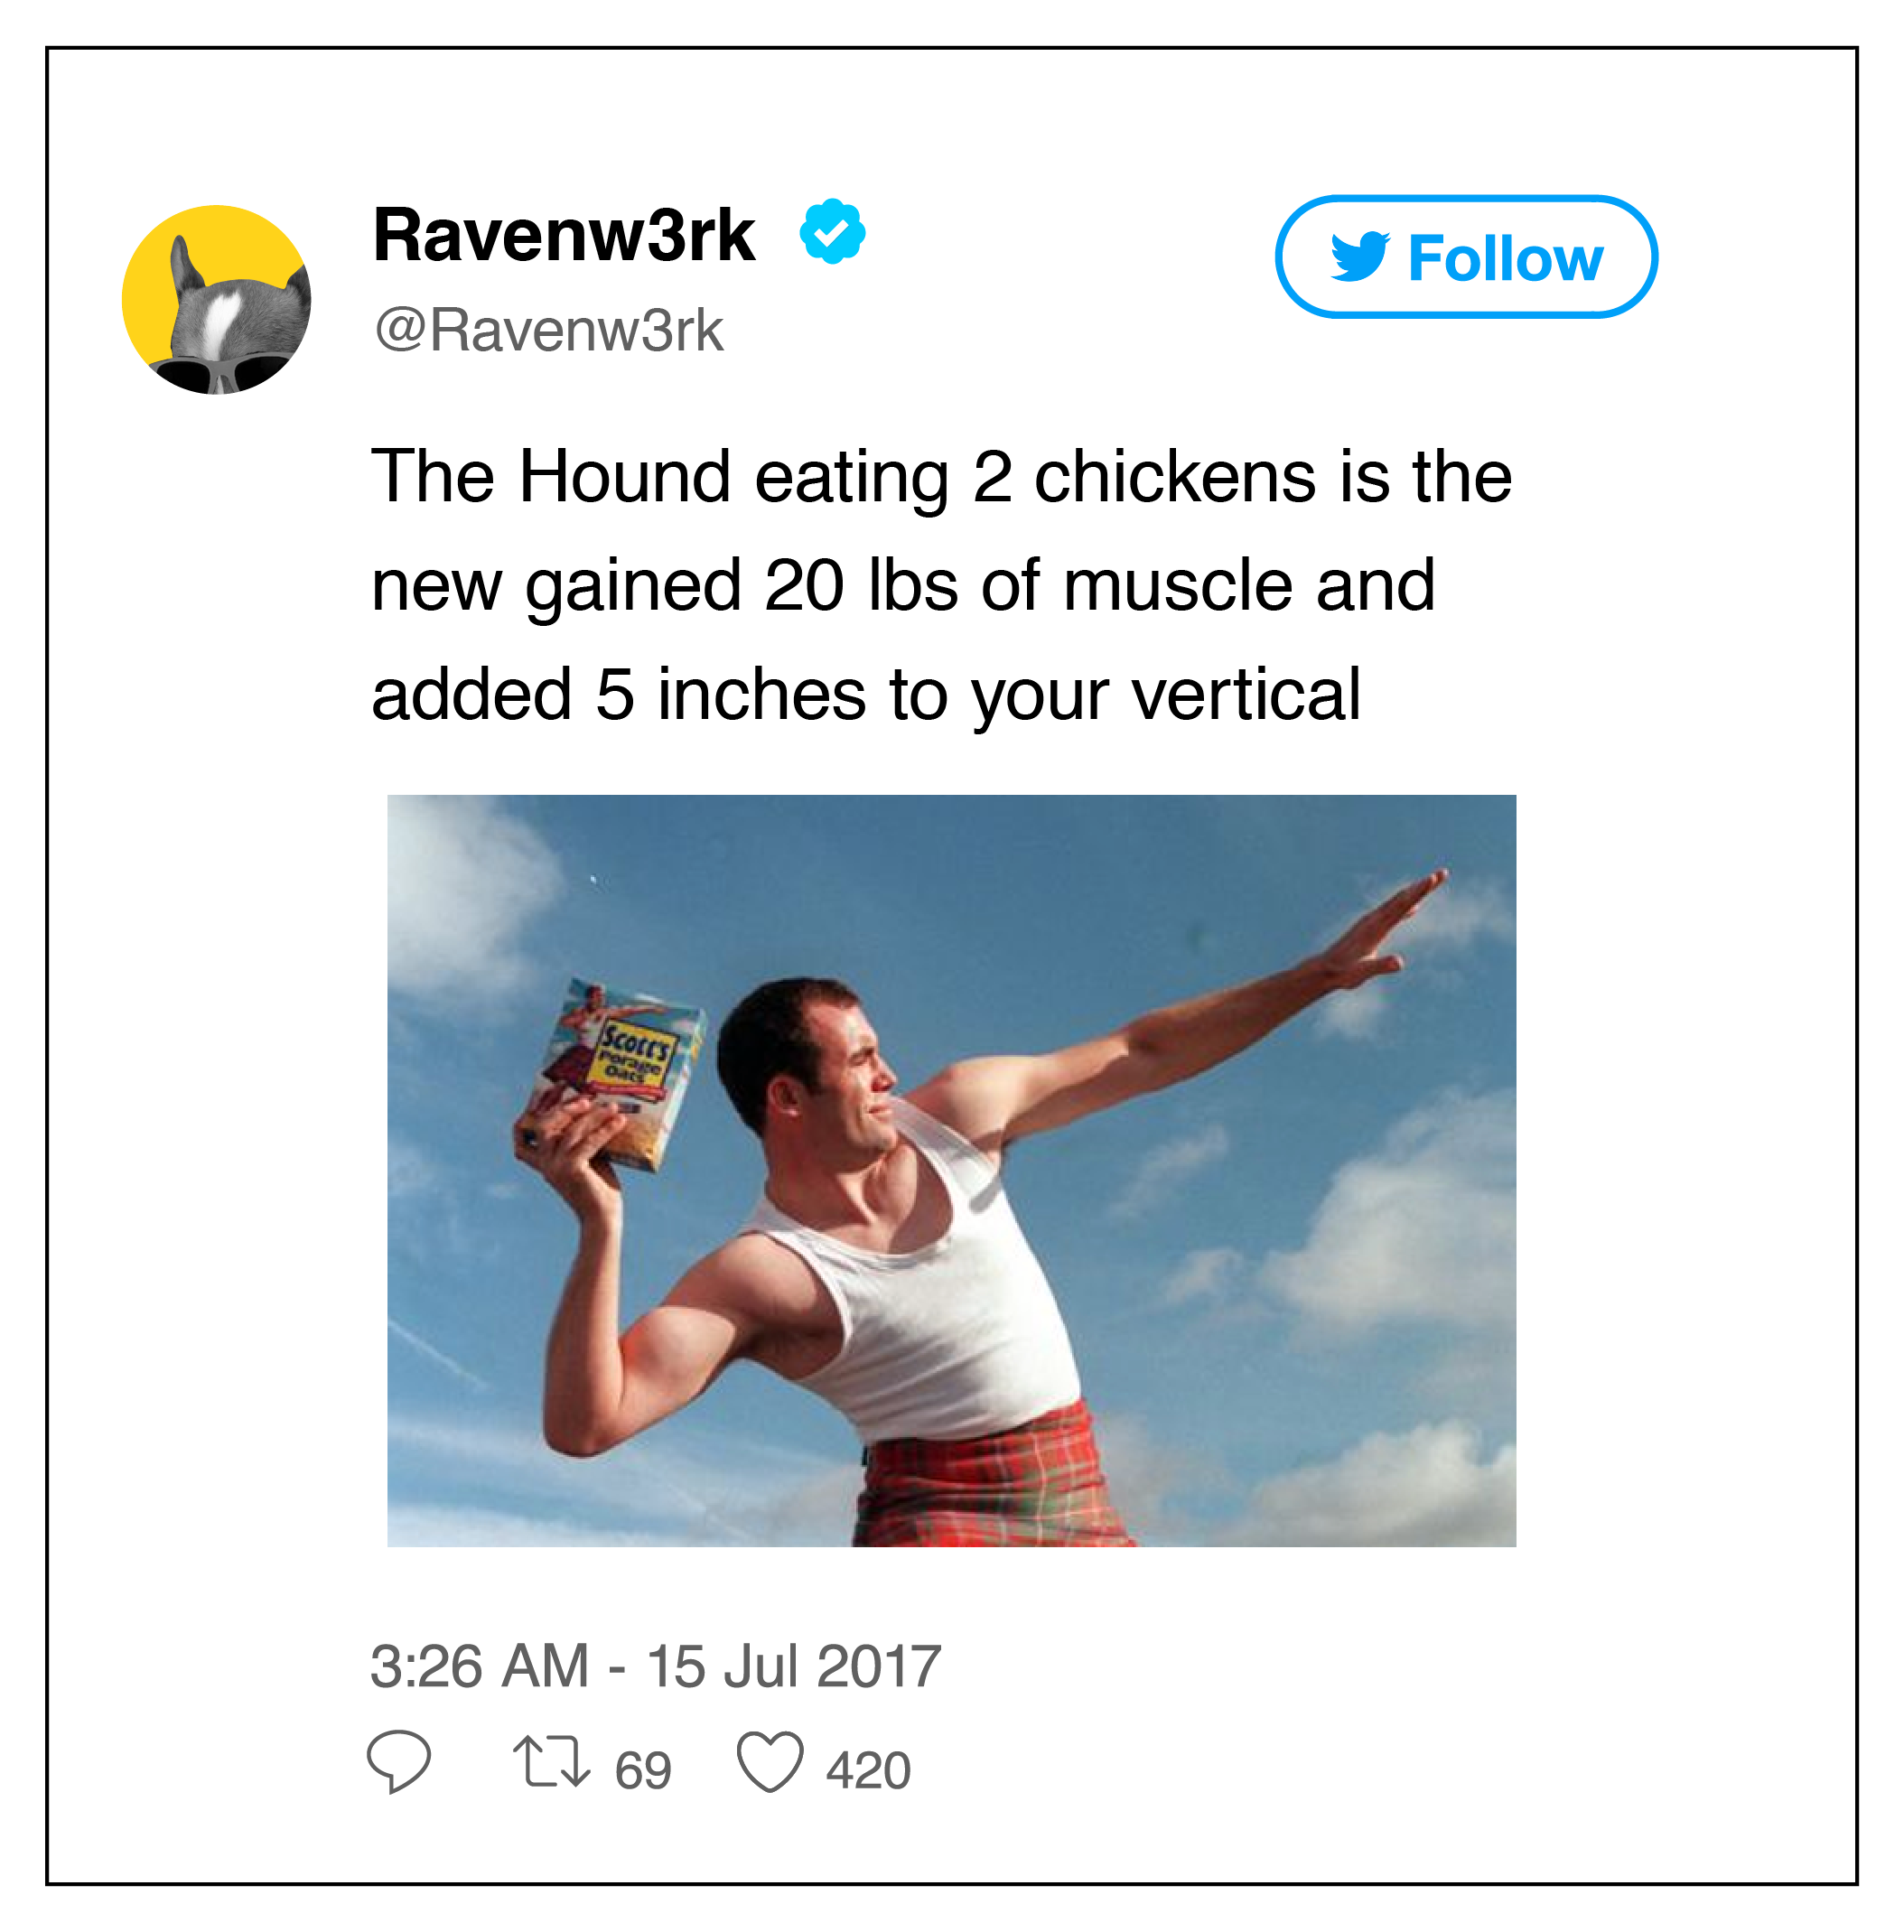 Ravenw3rk
Follow
@Ravenw3rk
The Hound eating 2 chickens is the
new gained 20 lbs of muscle and
added 5 inches to your vertical
SCOTT'S
Porage
Oats
3:26 AM - 15 Jul 2017
69 420